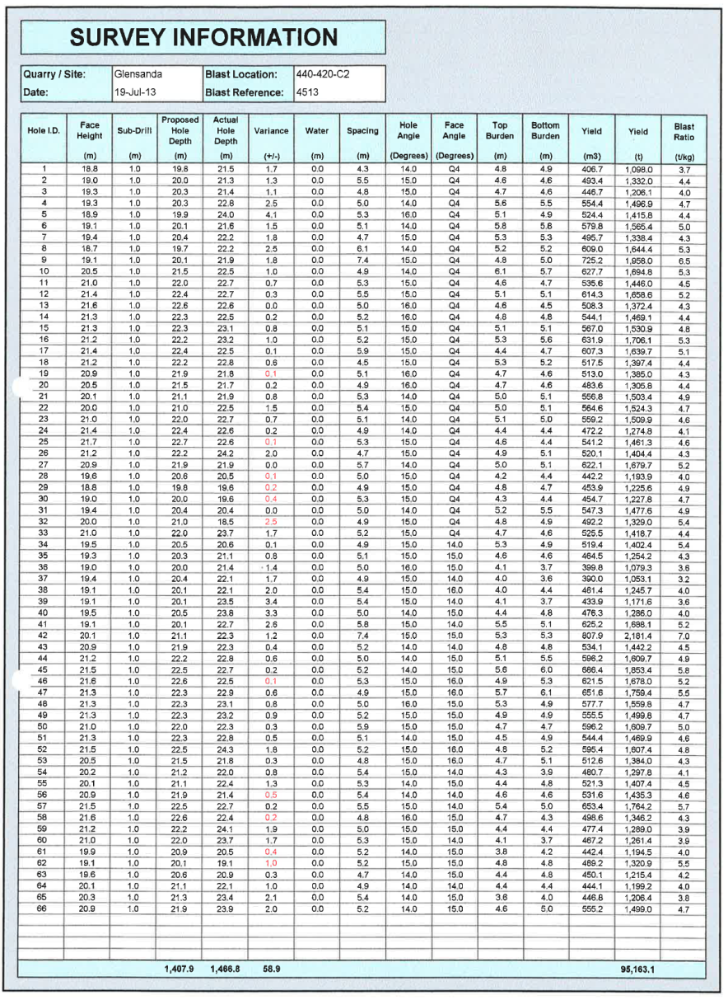 SURVEY INFORMATION
Quarry / Site: Glensanda Blast Location: 440-420-C2
Date: 19-Jul-13 Blast Reference: 4513
Hole I.D. Face Height Sub-Drill Proposed Hole Depth Actual Hole Depth Variance Water Spacing Hole Angle Face Angle Top Burden Bottom Burden Yield Yield Blast Ratio
(m) (m) (m) (m) (+/-) (m) (m) (Degrees) (Degrees) (m) (m) (m3) (t) (t/kg)
1 18.8 1.0 19.8 21.5 1.7 0.0 4.3 14.0 Q4 4.8 4.9 406.7 1,098.0 3.7
2 19.0 1.0 20.0 21.3 1.3 0.0 5.5 15.0 Q4 4.6 4.6 493.4 1,332.0 4.4
3 19.3 1.0 20.3 21.4 1.1 0.0 4.8 15.0 Q4 4.7 4.6 446.7 1,206.1 4.0
4 19.3 1.0 20.3 22.8 2.5 0.0 5.0 14.0 Q4 5.6 5.5 554.4 1,496.9 4.7
5 18.9 1.0 19.9 24.0 4.1 0.0 5.3 16.0 Q4 5.1 4.9 524.4 1,415.8 4.4
6 19.1 1.0 20.1 21.6 1.5 0.0 5.1 14.0 Q4 5.8 5.8 579.8 1,565.4 5.0
7 19.4 1.0 20.4 22.2 1.8 0.0 4.7 15.0 Q4 5.3 5.3 495.7 1,338.4 4.3
8 18.7 1.0 19.7 22.2 2.5 0.0 6.1 14.0 Q4 5.2 5.2 609.0 1,644.4 5.3
9 19.1 1.0 20.1 21.9 1.8 0.0 7.4 15.0 Q4 4.8 5.0 725.2 1,958.0 6.5
10 20.5 1.0 21.5 22.5 1.0 0.0 4.9 14.0 Q4 6.1 5.7 627.7 1,694.8 5.3
11 21.0 1.0 22.0 22.7 0.7 0.0 5.3 15.0 Q4 4.6 4.7 535.6 1,446.0 4.5
12 21.4 1.0 22.4 22.7 0.3 0.0 5.5 15.0 Q4 5.1 5.1 614.3 1,658.6 5.2
13 21.6 1.0 22.6 22.6 0.0 0.0 5.0 16.0 Q4 4.6 4.5 508.3 1,372.4 4.3
14 21.3 1.0 22.3 22.5 0.2 0.0 5.2 16.0 Q4 4.8 4.8 544.1 1,469.1 4.4
15 21.3 1.0 22.3 23.1 0.8 0.0 5.1 15.0 Q4 5.1 5.1 567.0 1,530.9 4.8
16 21.2 1.0 22.2 23.2 1.0 0.0 5.2 15.0 Q4 5.3 5.6 631.9 1,706.1 5.3
17 21.4 1.0 22.4 22.5 0.1 0.0 5.9 15.0 Q4 4.4 4.7 607.3 1,639.7 5.1
18 21.2 1.0 22.2 22.8 0.6 0.0 4.5 15.0 Q4 5.3 5.2 517.5 1,397.4 4.4
19 20.9 1.0 21.9 21.8 0.1 0.0 5.1 16.0 Q4 4.7 4.6 513.0 1,385.0 4.3
20 20.5 1.0 21.5 21.7 0.2 0.0 4.9 16.0 Q4 4.7 4.6 483.6 1,305.8 4.4
21 20.1 1.0 21.1 21.9 0.8 0.0 5.3 14.0 Q4 5.0 5.1 556.8 1,503.4 4.9
22 20.0 1.0 21.0 22.5 1.5 0.0 5.4 15.0 Q4 5.0 5.1 564.6 1,524.3 4.7
23 21.0 1.0 22.0 22.7 0.7 0.0 5.1 14.0 Q4 5.1 5.0 559.2 1,509.9 4.6
24 21.4 1.0 22.4 22.6 0.2 0.0 4.9 14.0 Q4 4.4 4.4 472.2 1,274.8 4.1
25 21.7 1.0 22.7 22.6 0.1 0.0 5.3 15.0 Q4 4.6 4.4 541.2 1,461.3 4.6
26 21.2 1.0 22.2 24.2 2.0 0.0 4.7 15.0 Q4 4.9 5.1 520.1 1,404.4 4.3
27 20.9 1.0 21.9 21.9 0.0 0.0 5.7 14.0 Q4 5.0 5.1 622.1 1,679.7 5.2
28 19.6 1.0 20.6 20.5 0.1 0.0 5.0 15.0 Q4 4.2 4.4 442.2 1,193.9 4.0
29 18.8 1.0 19.8 19.6 0.2 0.0 4.9 15.0 Q4 4.8 4.7 453.9 1,225.6 4.9
30 19.0 1.0 20.0 19.6 0.4 0.0 5.3 15.0 Q4 4.3 4.4 454.7 1,227.8 4.7
31 19.4 1.0 20.4 20.4 0.0 0.0 5.0 14.0 Q4 5.2 5.5 547.3 1,477.6 4.9
32 20.0 1.0 21.0 18.5 2.5 0.0 4.9 15.0 Q4 4.8 4.9 492.2 1,329.0 5.4
33 21.0 1.0 22.0 23.7 1.7 0.0 5.2 15.0 Q4 4.7 4.6 525.5 1,418.7 4.4
34 19.5 1.0 20.5 20.6 0.1 0.0 4.9 15.0 14.0 5.3 4.9 519.4 1,402.4 5.4
35 19.3 1.0 20.3 21.1 0.8 0.0 5.1 15.0 15.0 4.6 4.6 464.5 1,254.2 4.3
36 19.0 1.0 20.0 21.4 1.4 0.0 5.0 16.0 15.0 4.1 3.7 399.8 1,079.3 3.6
37 19.4 1.0 20.4 22.1 1.7 0.0 4.9 15.0 14.0 4.0 3.6 390.0 1,053.1 3.2
38 19.1 1.0 20.1 22.1 2.0 0.0 5.4 15.0 16.0 4.0 4.4 461.4 1,245.7 4.0
39 19.1 1.0 20.1 23.5 3.4 0.0 5.4 15.0 14.0 4.1 3.7 433.9 1,171.6 3.6
40 19.5 1.0 20.5 23.8 3.3 0.0 5.0 14.0 15.0 4.4 4.8 476.3 1,286.0 4.0
41 19.1 1.0 20.1 22.7 2.6 0.0 5.8 15.0 14.0 5.5 5.1 625.2 1,688.1 5.2
42 20.1 1.0 21.1 22.3 1.2 0.0 7.4 15.0 15.0 5.3 5.3 807.9 2,181.4 7.0
43 20.9 1.0 21.9 22.3 0.4 0.0 5.2 14.0 14.0 4.8 4.8 534.1 1,442.2 4.5
44 21.2 1.0 22.2 22.8 0.6 0.0 5.0 14.0 15.0 5.1 5.5 596.2 1,609.7 4.9
45 21.5 1.0 22.5 22.7 0.2 0.0 5.2 14.0 15.0 5.6 6.0 686.4 1,853.4 5.8
46 21.6 1.0 22.6 22.5 0.1 0.0 5.3 15.0 16.0 4.9 5.3 621.5 1,678.0 5.2
47 21.3 1.0 22.3 22.9 0.6 0.0 4.9 15.0 15.0 5.7 6.1 651.6 1,759.4 5.5
48 21.3 1.0 22.3 23.1 0.8 0.0 5.0 16.0 15.0 5.3 4.9 577.7 1,559.8 4.7
49 21.3 1.0 22.3 23.2 0.9 0.0 5.2 15.0 15.0 4.9 4.9 555.5 1,499.8 4.7
50 21.0 1.0 22.0 22.3 0.3 0.0 5.9 15.0 15.0 4.7 4.7 596.2 1,609.7 5.0
51 21.3 1.0 22.3 22.8 0.5 0.0 5.1 14.0 15.0 4.5 4.9 544.4 1,469.9 4.6
52 21.5 1.0 22.5 24.3 1.8 0.0 5.2 15.0 16.0 4.8 5.2 595.4 1,607.4 4.8
53 20.5 1.0 21.5 21.8 0.3 0.0 4.8 15.0 16.0 4.7 5.1 512.6 1,384.0 4.3
54 20.2 1.0 21.2 22.0 0.8 0.0 5.4 15.0 14.0 4.3 3.9 480.7 1,297.8 4.1
55 20.1 1.0 21.1 22.4 1.3 0.0 5.3 14.0 15.0 4.4 4.8 521.3 1,407.4 4.5
56 20.9 1.0 21.9 21.4 0.5 0.0 5.4 14.0 14.0 4.6 4.6 531.6 1,435.3 4.6
57 21.5 1.0 22.5 22.7 0.2 0.0 5.5 15.0 14.0 5.4 5.0 653.4 1,764.2 5.7
58 21.6 1.0 22.6 22.4 0.2 0.0 4.8 16.0 15.0 4.7 4.3 498.6 1,346.2 4.3
59 21.2 1.0 22.2 24.1 1.9 0.0 5.0 15.0 15.0 4.4 4.4 477.4 1,289.0 3.9
60 21.0 1.0 22.0 23.7 1.7 0.0 5.3 15.0 14.0 4.1 3.7 467.2 1,261.4 3.9
61 19.9 1.0 20.9 20.5 0.4 0.0 5.2 14.0 15.0 3.8 4.2 442.4 1,194.5 4.0
62 19.1 1.0 20.1 19.1 1.0 0.0 5.2 15.0 15.0 4.8 4.8 489.2 1,320.9 5.5
63 19.6 1.0 20.6 20.9 0.3 0.0 4.7 14.0 15.0 4.4 4.8 450.1 1,215.4 4.2
64 20.1 1.0 21.1 22.1 1.0 0.0 4.9 14.0 14.0 4.4 4.4 444.1 1,199.2 4.0
65 20.3 1.0 21.3 23.4 2.1 0.0 5.4 14.0 15.0 3.6 4.0 446.8 1,206.4 3.8
66 20.9 1.0 21.9 23.9 2.0 0.0 5.2 14.0 15.0 4.6 5.0 555.2 1,499.0 4.7
1,407.9 1,466.8 58.9 95,163.1